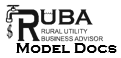 RUBA
RURAL UTILITY
BUSINESS ADVISOR
MODEL DOCS